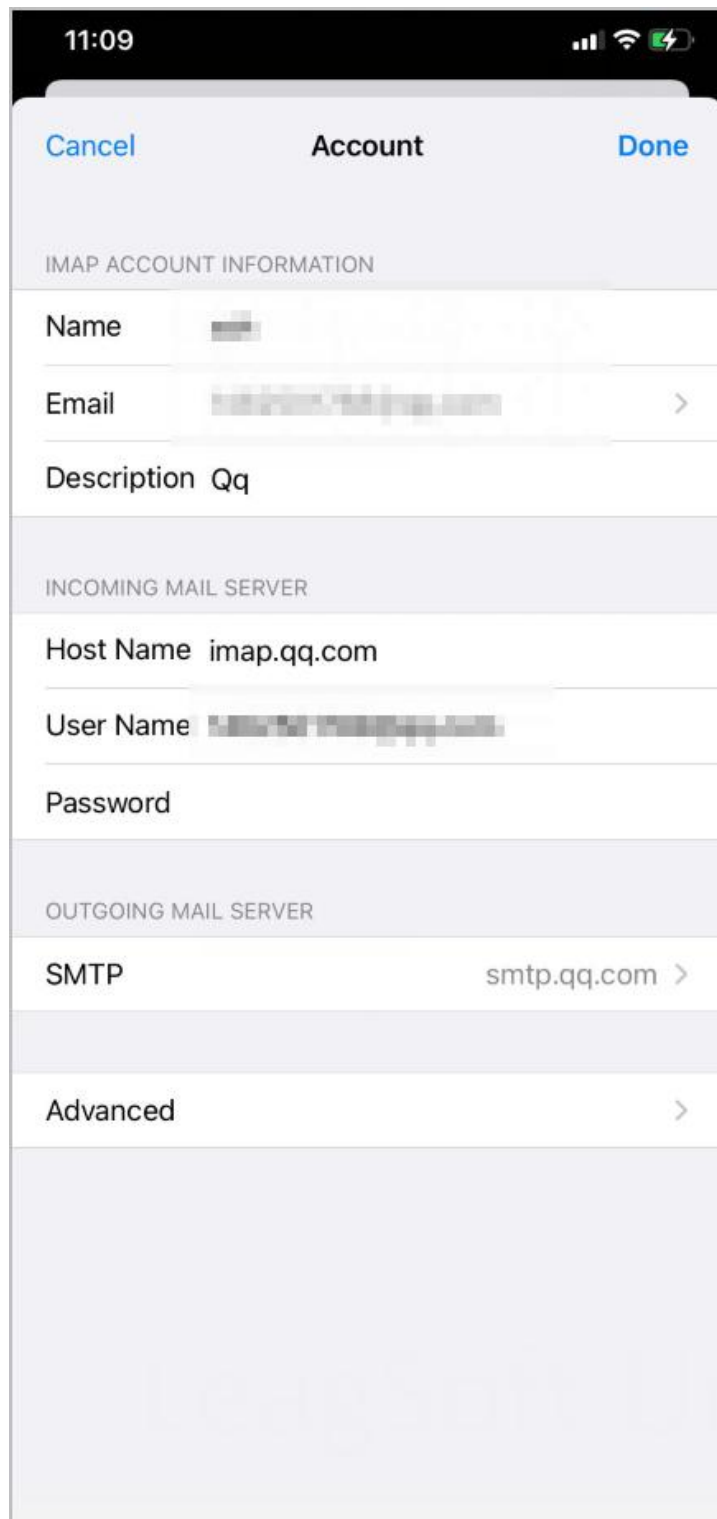 11:09
Cancel Account Done
IMAP ACCOUNT INFORMATION
Name
Email
Description Qq
INCOMING MAIL SERVER
Host Name imap.qq.com
User Name
Password
OUTGOING MAIL SERVER
SMTP smtp.qq.com
Advanced
LeagSoft